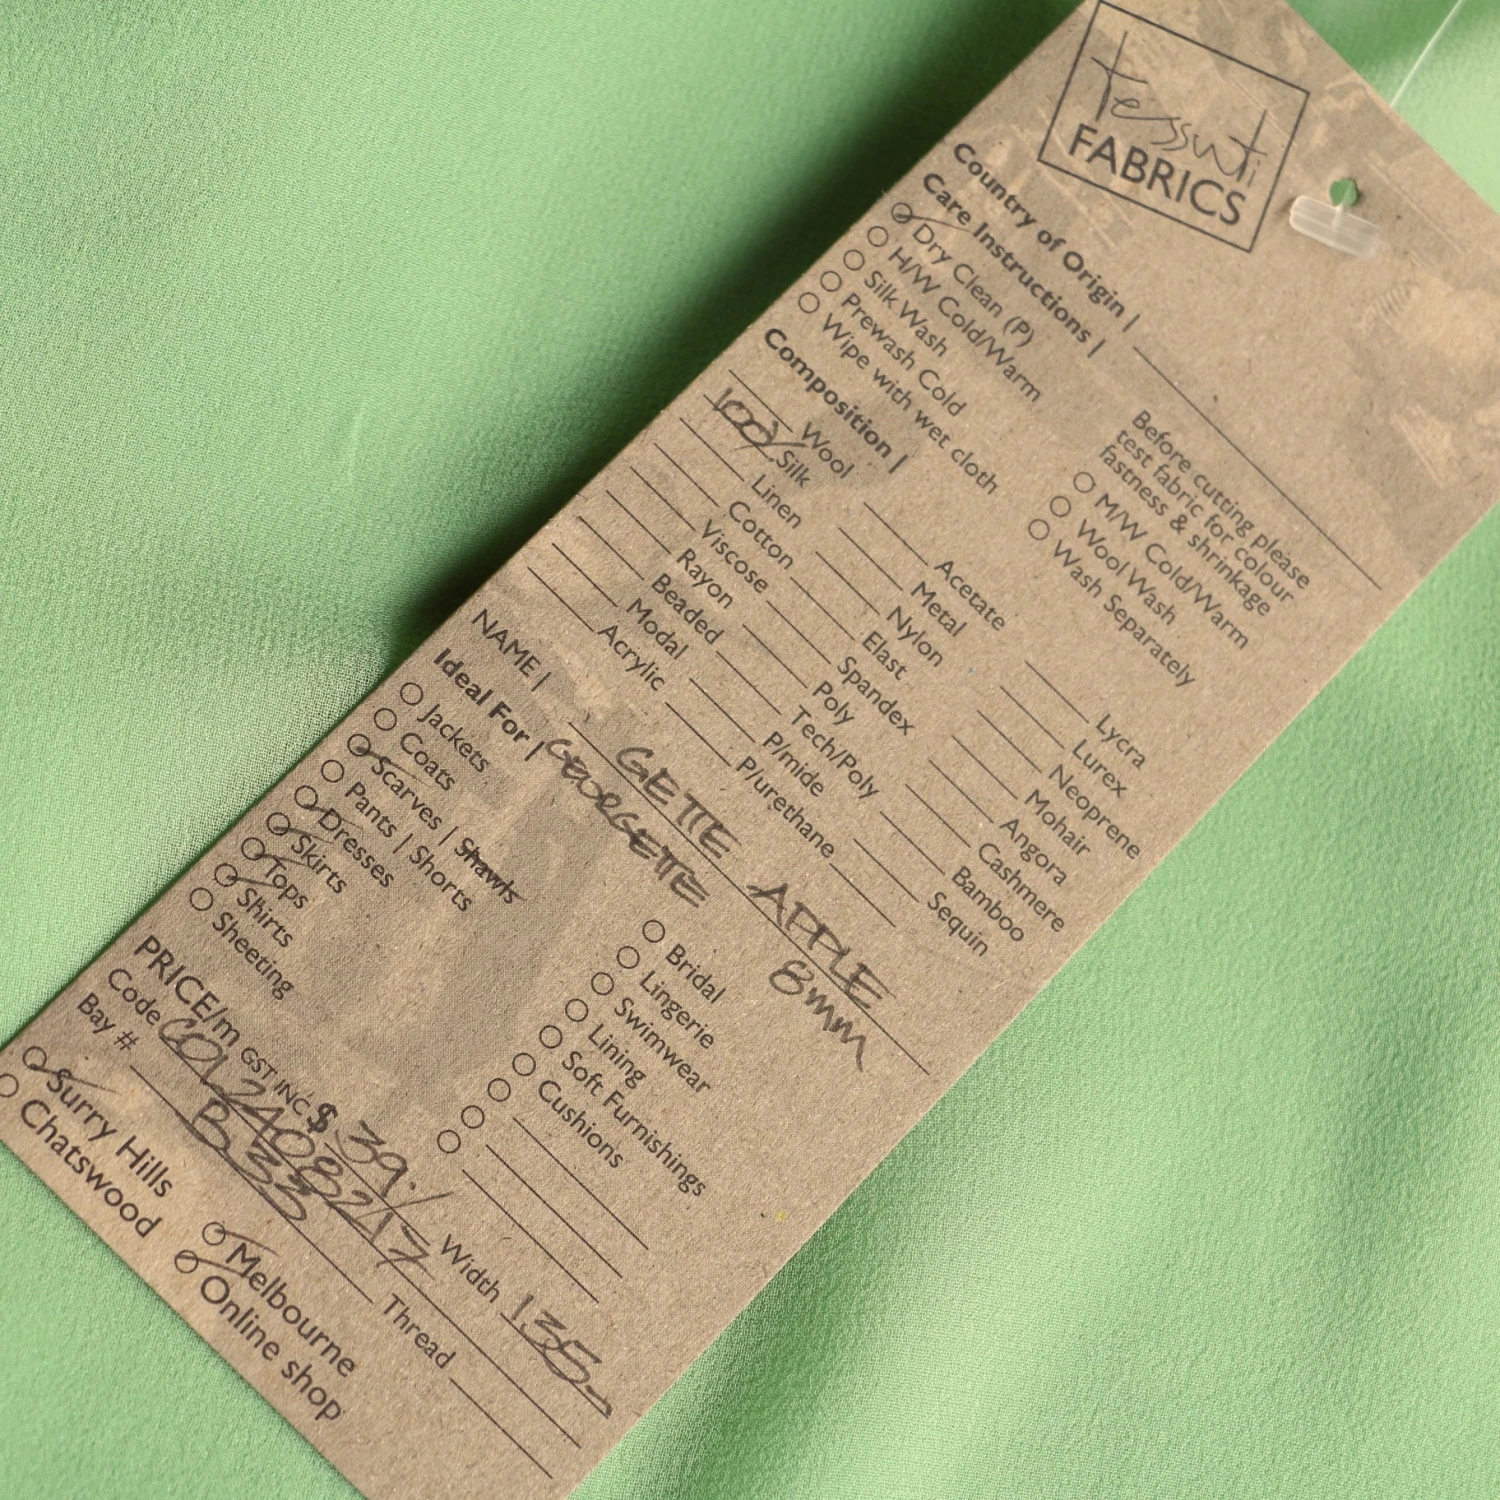 tessuti
FABRICS
Country of Origin |
Care Instructions |
Dry Clean (P)
H/W Cold/Warm
Silk Wash
Prewash Cold
Wipe with wet cloth
Before cutting please
test fabric for colour
fastness & shrinkage
M/W Cold/Warm
Wool Wash
Wash Separately
Composition |
Wool
100% Silk
Linen
Cotton
Viscose
Rayon
Beaded
Modal
Acrylic
Acetate
Metal
Nylon
Elast
Spandex
Poly
Tech/Poly
P/mide
P/urethane
Lycra
Lurex
Neoprene
Mohair
Angora
Cashmere
Bamboo
Sequin
NAME | GETTE APPLE
Ideal For | GEORGETTE 8mm
Jackets
Coats
Scarves | Shawls
Pants | Shorts
Dresses
Skirts
Tops
Shirts
Sheeting
Bridal
Lingerie
Swimwear
Lining
Soft Furnishings
Cushions
PRICE/m GST INC $ 39./ Width 135-
Code COL2408247
Bay # B33 Thread
Surry Hills
Chatswood
Melbourne
Online shop